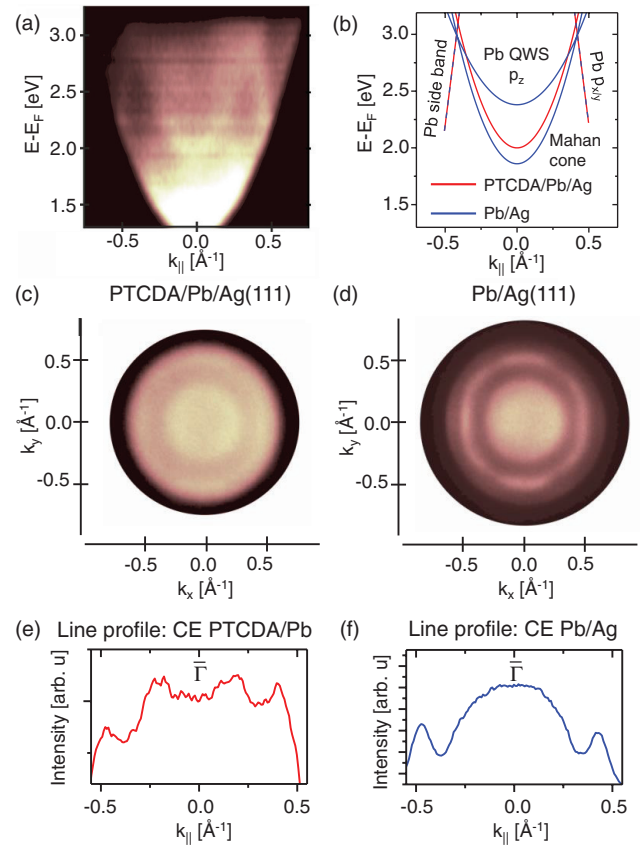 (a)
3.0
2.5
2.0
1.5
E-E_F [eV]
-0.5 0.0 0.5
k_|| [Å⁻¹]
(b)
3.0
2.5
2.0
1.5
E-E_F [eV]
Pb side band
Pb QWS
p_z
Pb p_x/y
Mahan
cone
PTCDA/Pb/Ag
Pb/Ag
-0.5 0.0 0.5
k_|| [Å⁻¹]
(c)
PTCDA/Pb/Ag(111)
0.5
0.0
-0.5
k_y [Å⁻¹]
-0.5 0.0 0.5
k_x [Å⁻¹]
(d)
Pb/Ag(111)
0.5
0.0
-0.5
k_y [Å⁻¹]
-0.5 0.0 0.5
k_x [Å⁻¹]
(e) Line profile: CE PTCDA/Pb
Γ̿
Intensity [arb. u]
-0.5 0.0 0.5
k_|| [Å⁻¹]
(f) Line profile: CE Pb/Ag
Γ̿
Intensity [arb. u]
-0.5 0.0 0.5
k_|| [Å⁻¹]